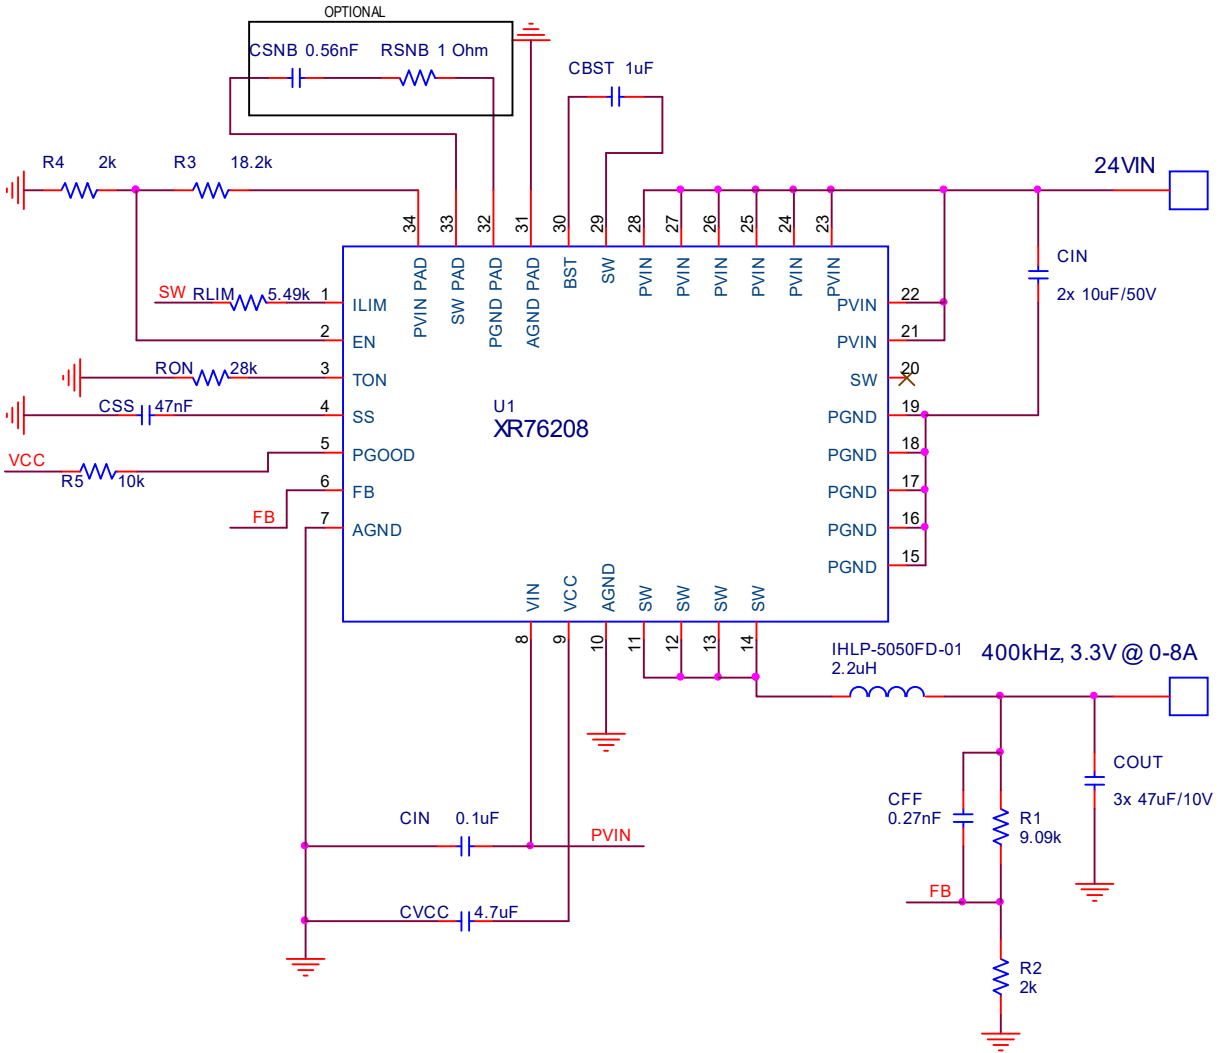 OPTIONAL
CSNB 0.56nF RSNB 1 Ohm
CBST 1uF
R4 2k R3 18.2k
24VIN
34 33 32 31 30 29 28 27 26 25 24 23
PVIN PAD
SW PAD
PGND PAD
AGND PAD
BST
SW
PVIN
PVIN
PVIN
PVIN
PVIN
PVIN
CIN
2x 10uF/50V
SW RLIM 5.49k 1 ILIM
2 EN
RON 28k 3 TON
CSS 47nF 4 SS
VCC R5 10k 5 PGOOD
6 FB
FB
7 AGND
U1
XR76208
PVIN 22
PVIN 21
SW 20
PGND 19
PGND 18
PGND 17
PGND 16
PGND 15
VIN
VCC
AGND
SW
SW
SW
SW
8 9 10 11 12 13 14
IHLP-5050FD-01
2.2uH
400kHz, 3.3V @ 0-8A
COUT
3x 47uF/10V
CFF
0.27nF
R1
9.09k
CIN 0.1uF
PVIN
FB
CVCC 4.7uF
R2
2k